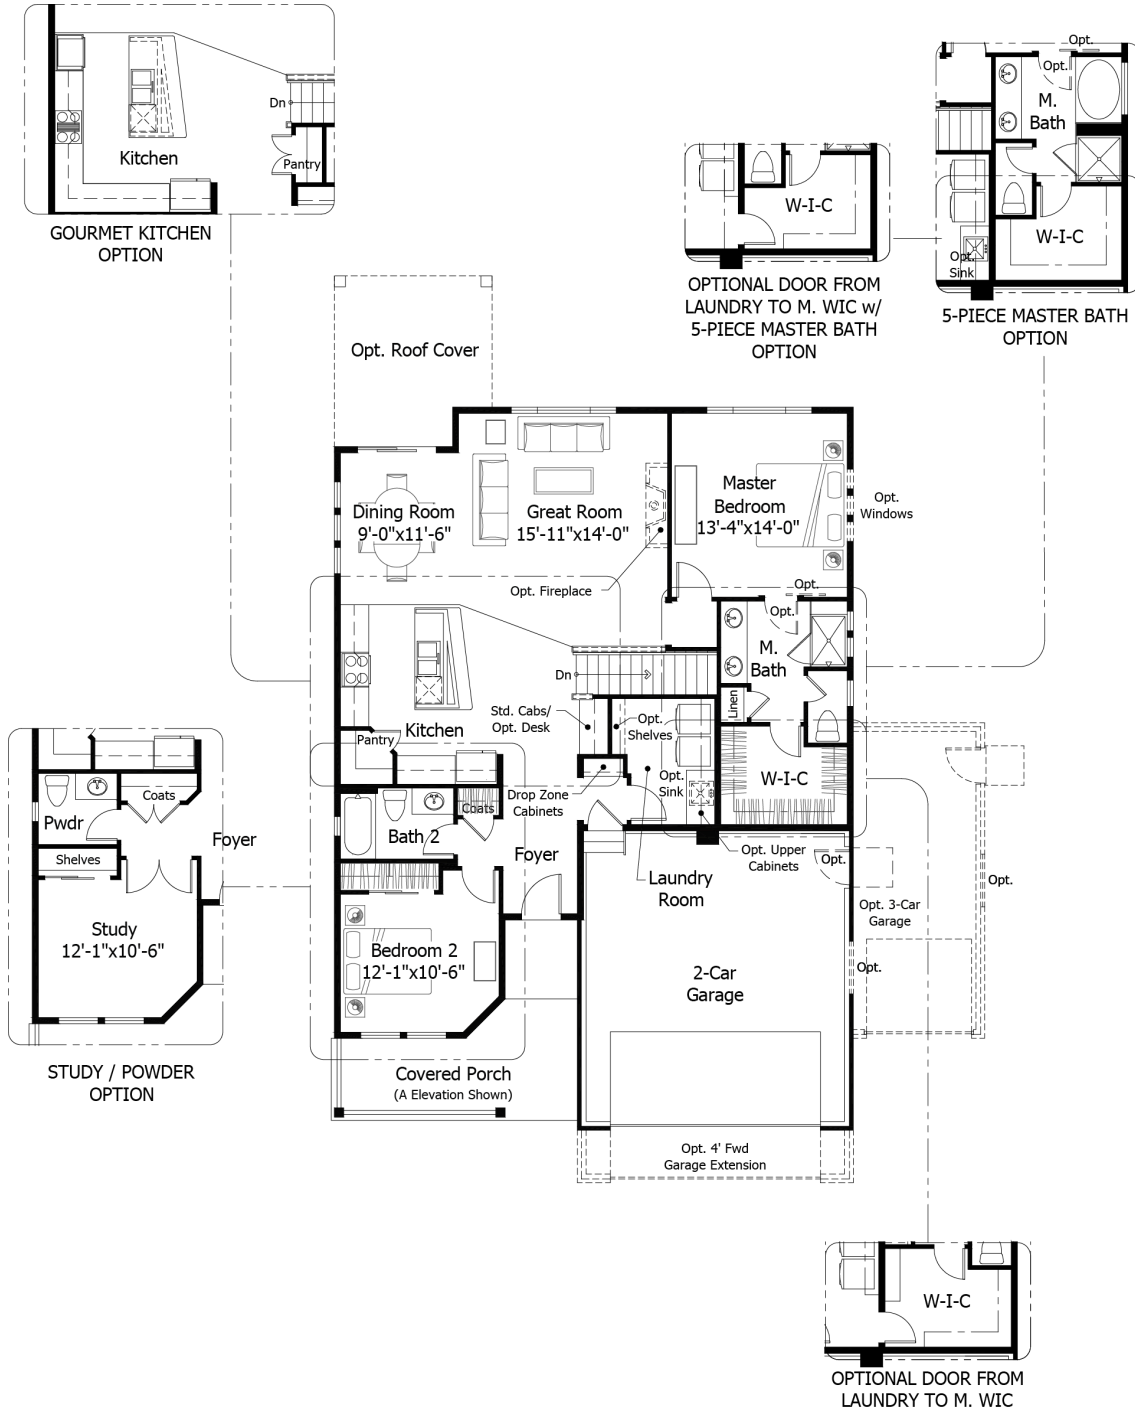 Dn
Kitchen
Pantry
GOURMET KITCHEN
OPTION
W-I-C
OPTIONAL DOOR FROM
LAUNDRY TO M. WIC w/
5-PIECE MASTER BATH
OPTION
Opt.
Opt.
M.
Bath
W-I-C
Opt.
Sink
5-PIECE MASTER BATH
OPTION
Opt. Roof Cover
Dining Room
9'-0"x11'-6"
Great Room
15'-11"x14'-0"
Master
Bedroom
13'-4"x14'-0"
Opt.
Windows
Opt. Fireplace
Opt.
Opt.
M.
Bath
Dn
Linen
Std. Cabs/
Opt. Desk
Opt.
Shelves
Kitchen
Pantry
Opt.
Sink
W-I-C
Drop Zone
Cabinets
Coats
Bath 2
Foyer
Opt. Upper
Cabinets
Laundry
Room
Opt.
Opt. 3-Car
Garage
Opt.
Opt.
Bedroom 2
12'-1"x10'-6"
2-Car
Garage
Covered Porch
(A Elevation Shown)
Opt. 4' Fwd
Garage Extension
Coats
Pwdr
Foyer
Shelves
Study
12'-1"x10'-6"
STUDY / POWDER
OPTION
W-I-C
OPTIONAL DOOR FROM
LAUNDRY TO M. WIC